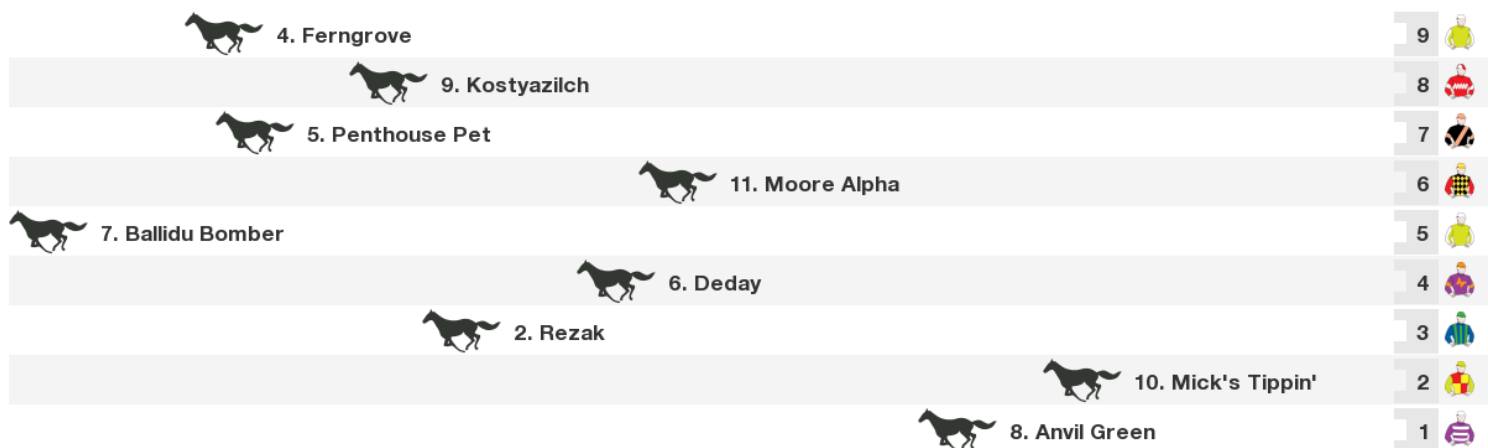 4. Ferngrove 9
9. Kostyazilch 8
5. Penthouse Pet 7
11. Moore Alpha 6
7. Ballidu Bomber 5
6. Deday 4
2. Rezak 3
10. Mick's Tippin' 2
8. Anvil Green 1